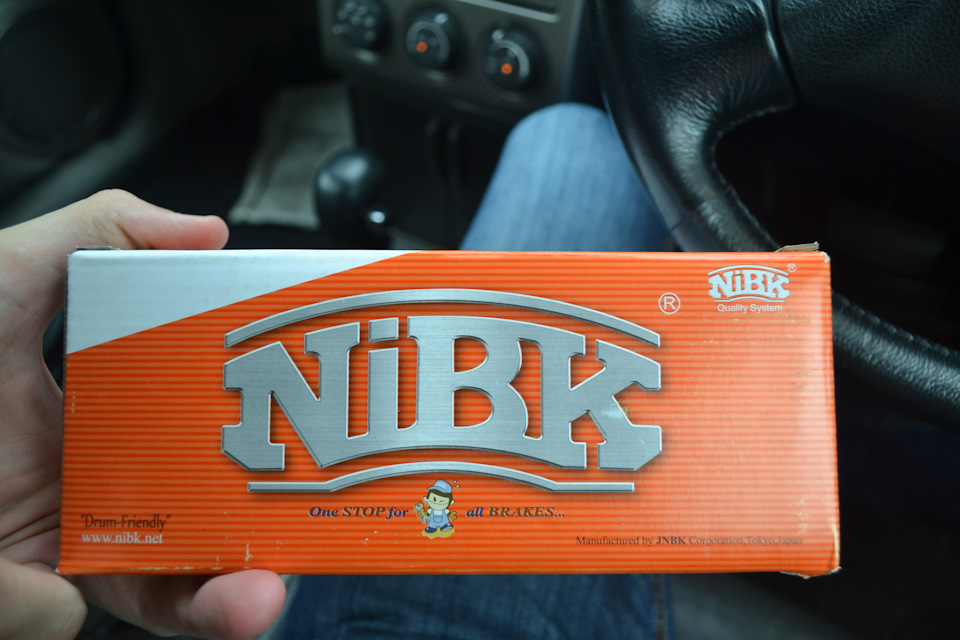 NiBK ®
Quality System
®
NiBK
One STOP for all BRAKES...
"Drum-Friendly"
www.nibk.net
Manufactured by JNBK Corporation,Tokyo,Japan